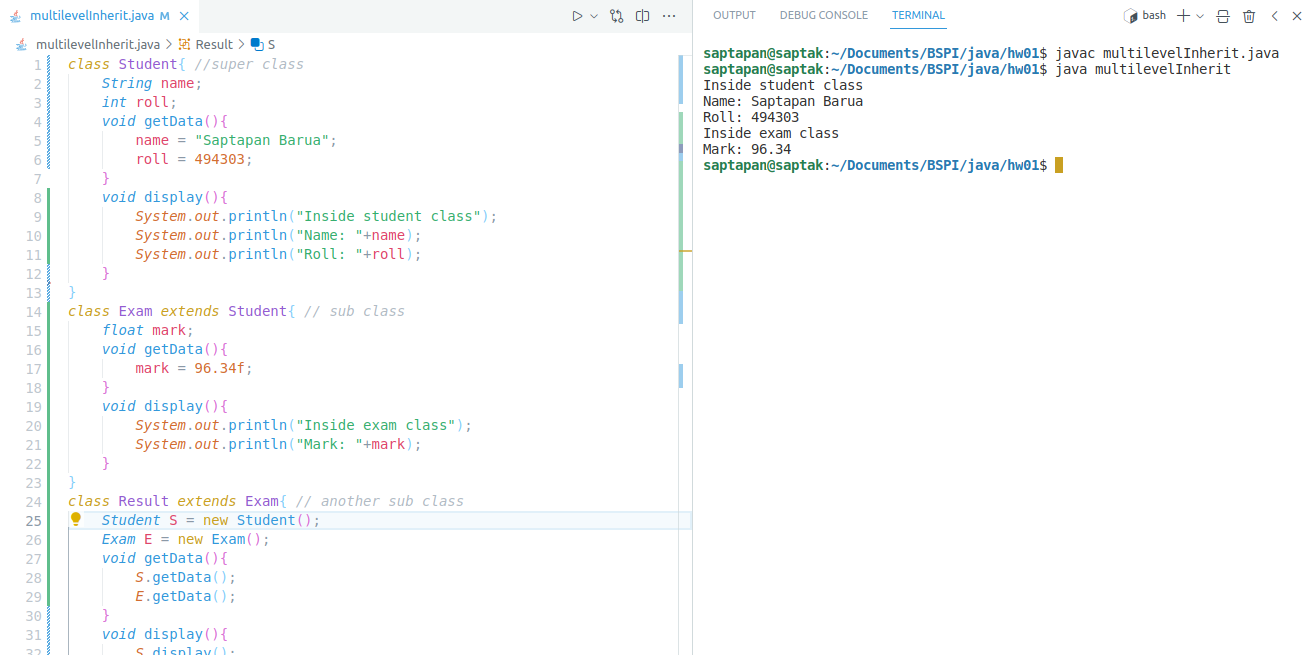 multilevelInherit.java M
multilevelInherit.java > Result > S
1 class Student{ //super class
2     String name;
3     int roll;
4     void getData(){
5         name = "Saptapan Barua";
6         roll = 494303;
7     }
8     void display(){
9         System.out.println("Inside student class");
10         System.out.println("Name: "+name);
11         System.out.println("Roll: "+roll);
12     }
13 }
14 class Exam extends Student{ // sub class
15     float mark;
16     void getData(){
17         mark = 96.34f;
18     }
19     void display(){
20         System.out.println("Inside exam class");
21         System.out.println("Mark: "+mark);
22     }
23 }
24 class Result extends Exam{ // another sub class
25     Student S = new Student();
26     Exam E = new Exam();
27     void getData(){
28         S.getData();
29         E.getData();
30     }
31     void display(){
32         S.display();
OUTPUT DEBUG CONSOLE TERMINAL bash
saptapan@saptak:~/Documents/BSPI/java/hw01$ javac multilevelInherit.java
saptapan@saptak:~/Documents/BSPI/java/hw01$ java multilevelInherit
Inside student class
Name: Saptapan Barua
Roll: 494303
Inside exam class
Mark: 96.34
saptapan@saptak:~/Documents/BSPI/java/hw01$